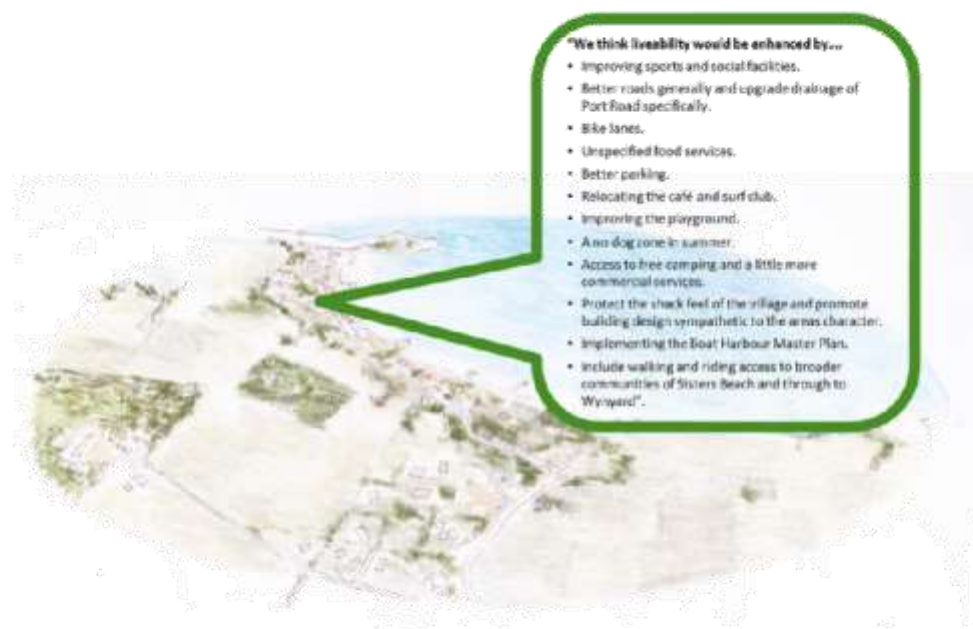 "We think liveability would be enhanced by....
• Improving sports and social facilities.
• Better roads generally and upgrade drainage of
Port Road specifically.
• Bike lanes.
• Unspecified food services.
• Better parking.
• Relocating the café and surf club.
• Improving the playground.
• A no dog zone in summer.
• Access to free camping and a little more
commercial services.
• Protect the shack feel of the village and promote
building design sympathetic to the areas character.
• Implementing the Boat Harbour Master Plan.
• Include walking and riding access to broader
communities of Sisters Beach and through to
Wynyard".